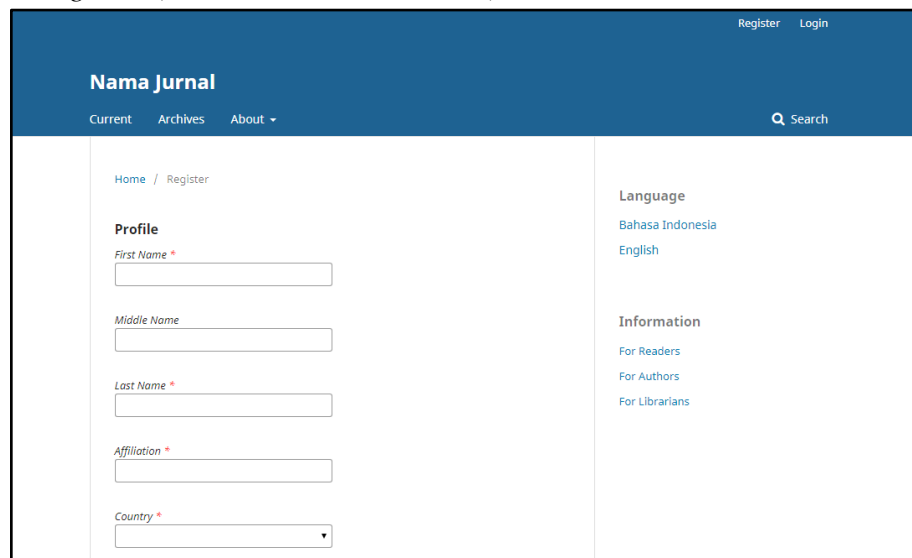 Register Login
Nama Jurnal
Current Archives About
Search
Home / Register
Profile
First Name *
Middle Name
Last Name *
Affiliation *
Country *
Language
Bahasa Indonesia
English
Information
For Readers
For Authors
For Librarians